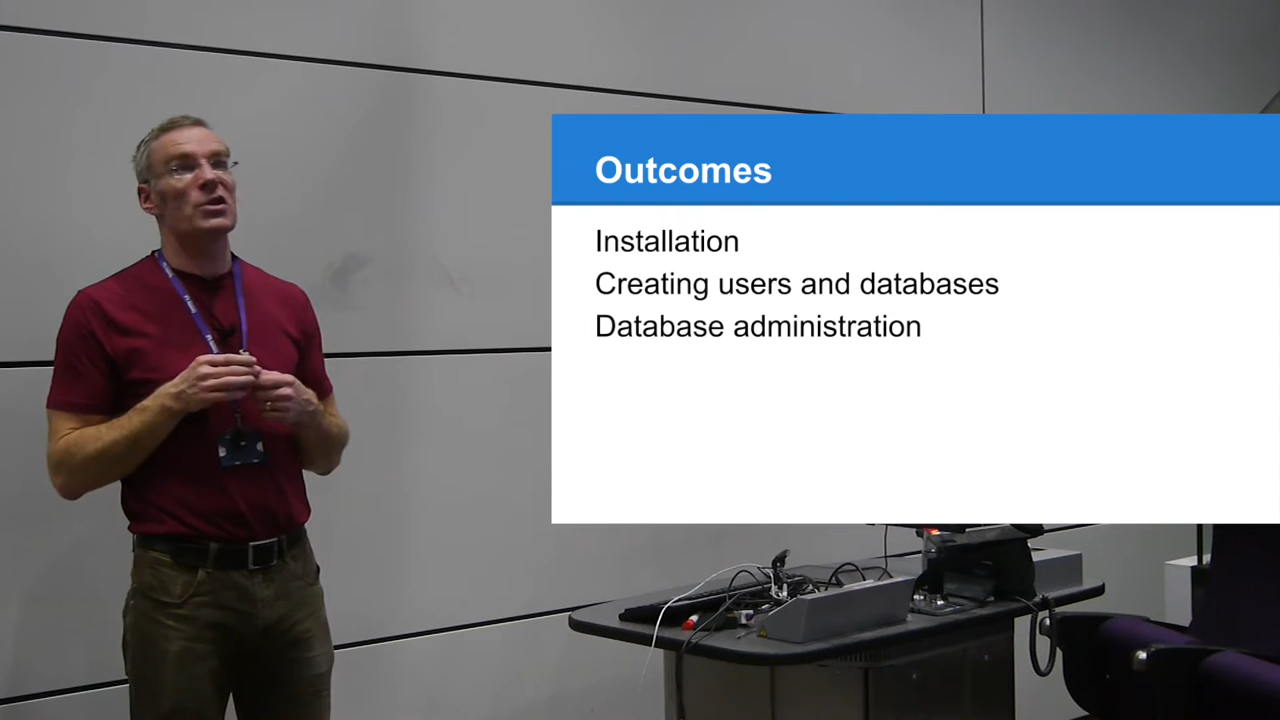 Outcomes
Installation
Creating users and databases
Database administration